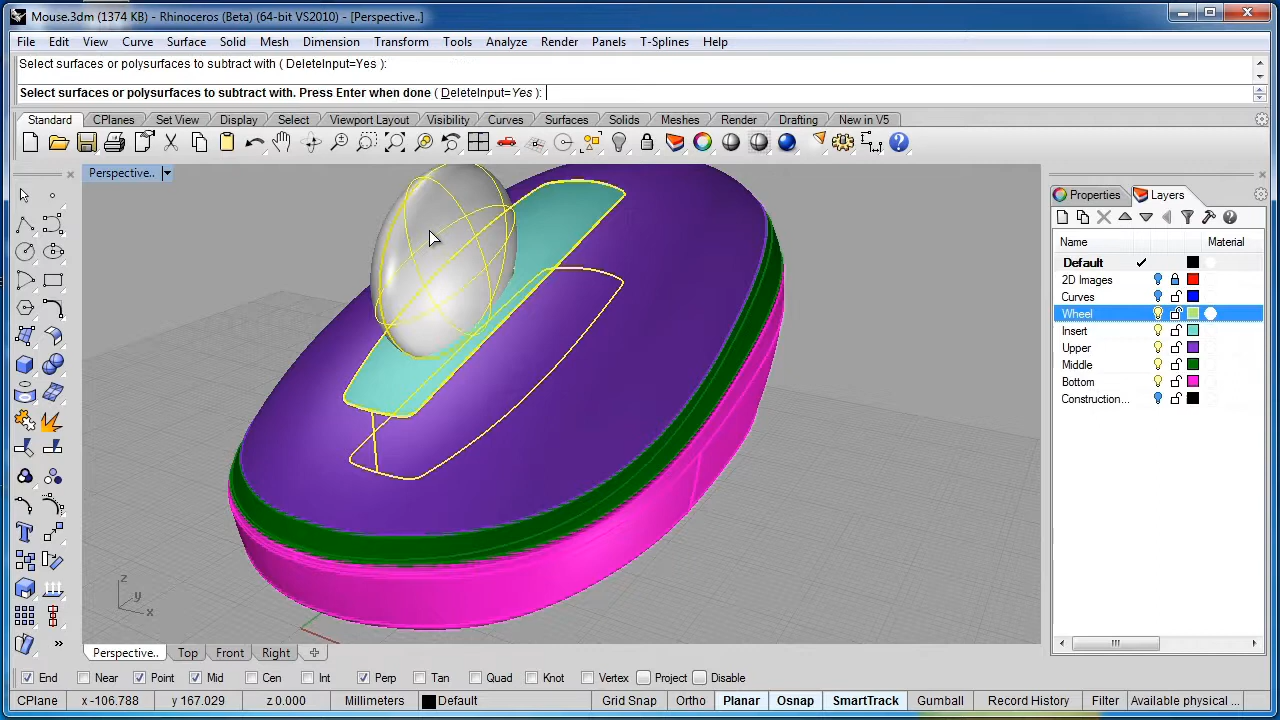 Mouse.3dm (1374 KB) - Rhinoceros (Beta) (64-bit VS2010) - [Perspective..]
File Edit View Curve Surface Solid Mesh Dimension Transform Tools Analyze Render Panels T-Splines Help
Select surfaces or polysurfaces to subtract with ( DeleteInput=Yes ):
Select surfaces or polysurfaces to subtract with. Press Enter when done ( DeleteInput=Yes ):
Standard CPlanes Set View Display Select Viewport Layout Visibility Curves Surfaces Solids Meshes Render Drafting New in V5
Perspective..
Properties Layers
Name Material
Default
2D Images
Curves
Wheel
Insert
Upper
Middle
Bottom
Construction...
z
y
x
Perspective.. Top Front Right
End Near Point Mid Cen Int Perp Tan Quad Knot Vertex Project Disable
CPlane x -106.788 y 167.029 z 0.000 Millimeters Default Grid Snap Ortho Planar Osnap SmartTrack Gumball Record History Filter Available physical ...